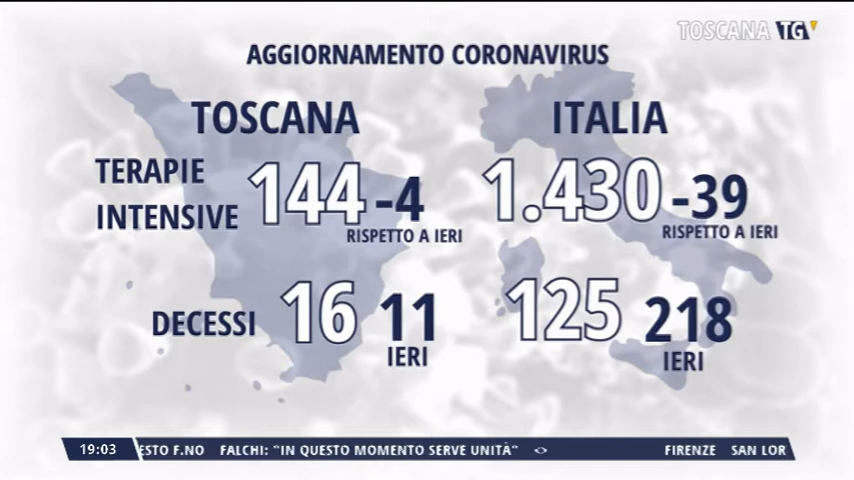 TOSCANA TG
AGGIORNAMENTO CORONAVIRUS
TOSCANA
ITALIA
TERAPIE
INTENSIVE
144 -4
RISPETTO A IERI
1.430 -39
RISPETTO A IERI
DECESSI
16 11
IERI
125 218
IERI
19:03 ESTO F.NO FALCHI: "IN QUESTO MOMENTO SERVE UNITÀ" FIRENZE SAN LOR